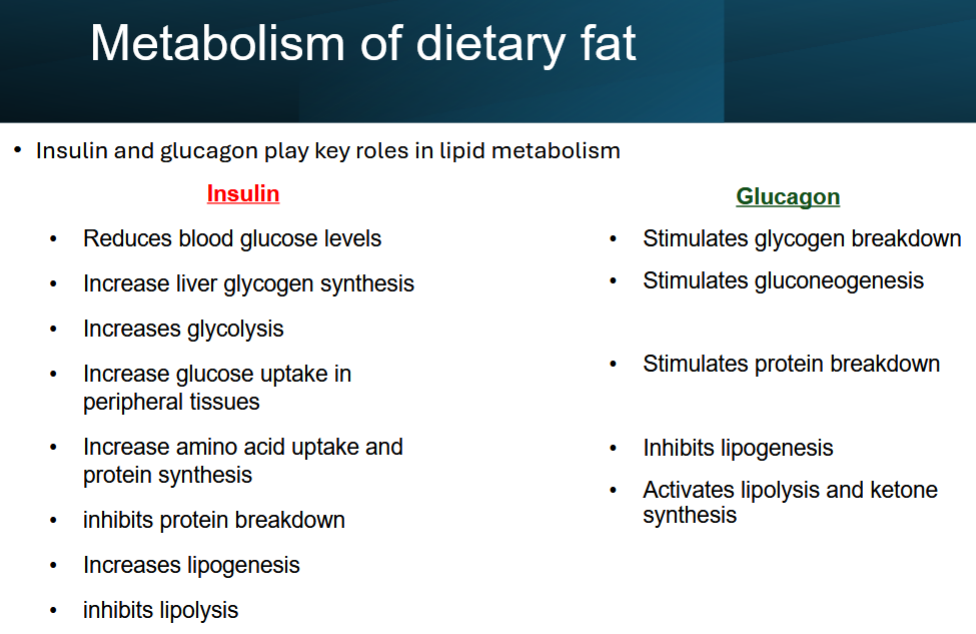 Metabolism of dietary fat
• Insulin and glucagon play key roles in lipid metabolism
Insulin
• Reduces blood glucose levels
• Increase liver glycogen synthesis
• Increases glycolysis
• Increase glucose uptake in
peripheral tissues
• Increase amino acid uptake and
protein synthesis
• inhibits protein breakdown
• Increases lipogenesis
• inhibits lipolysis
Glucagon
• Stimulates glycogen breakdown
• Stimulates gluconeogenesis
• Stimulates protein breakdown
• Inhibits lipogenesis
• Activates lipolysis and ketone
synthesis